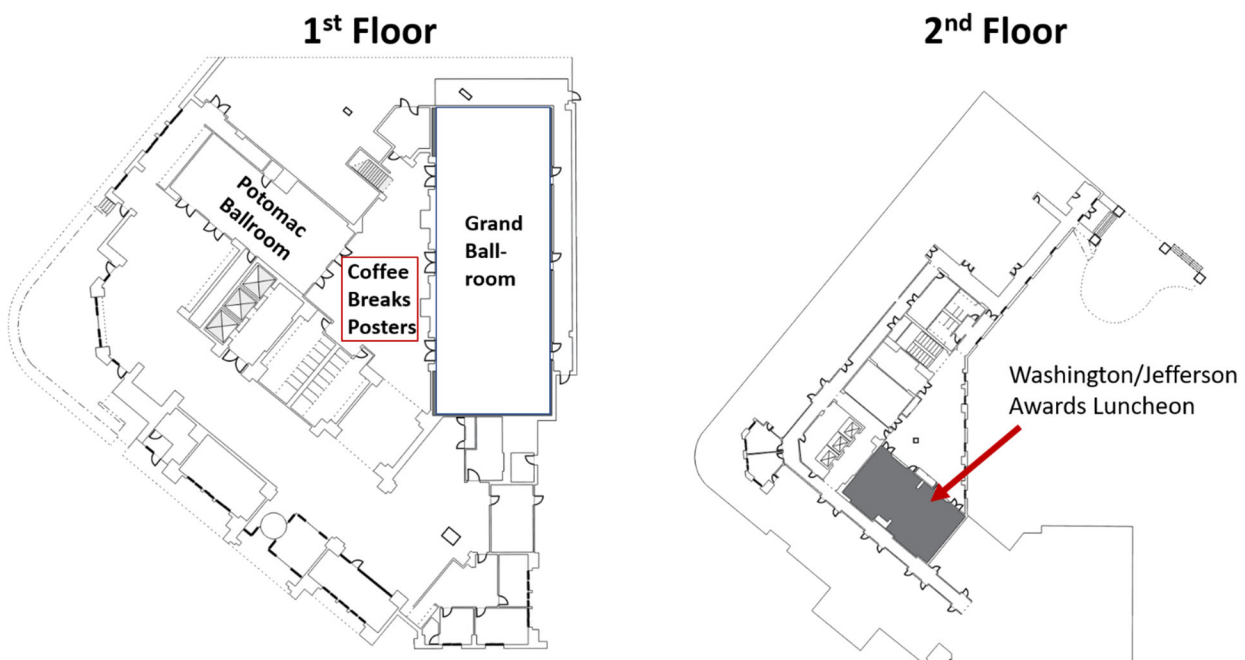 1st Floor
2nd Floor
Potomac
Ballroom
Grand
Ball-
room
Coffee
Breaks
Posters
Washington/Jefferson
Awards Luncheon